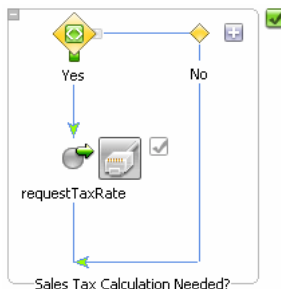 Yes
No
requestTaxRate
Sales Tax Calculation Needed?